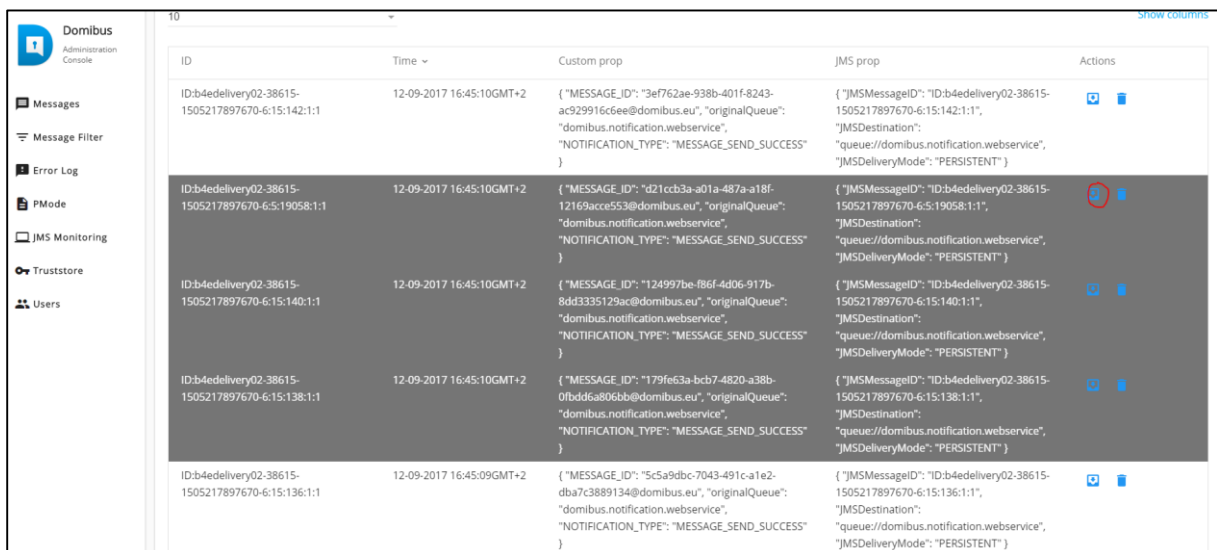 Domibus
Administration
Console
Messages
Message Filter
Error Log
PMode
JMS Monitoring
Truststore
Users
10
Show columns
ID Time Custom prop JMS prop Actions
ID:b4edelivery02-38615- 12-09-2017 16:45:10GMT+2 { "MESSAGE_ID": "3ef762ae-938b-401f-8243- { "JMSMessageID": "ID:b4edelivery02-38615-
1505217897670-6:15:142:1:1 ac929916c6ee@domibus.eu", "originalQueue": 1505217897670-6:15:142:1:1",
"domibus.notification.webservice", "JMSDestination":
"NOTIFICATION_TYPE": "MESSAGE_SEND_SUCCESS" "queue://domibus.notification.webservice",
} "JMSDeliveryMode": "PERSISTENT" }
ID:b4edelivery02-38615- 12-09-2017 16:45:10GMT+2 { "MESSAGE_ID": "d21ccb3a-a01a-487a-a18f- { "JMSMessageID": "ID:b4edelivery02-38615-
1505217897670-6:5:19058:1:1 12169acce553@domibus.eu", "originalQueue": 1505217897670-6:5:19058:1:1",
"domibus.notification.webservice", "JMSDestination":
"NOTIFICATION_TYPE": "MESSAGE_SEND_SUCCESS" "queue://domibus.notification.webservice",
} "JMSDeliveryMode": "PERSISTENT" }
ID:b4edelivery02-38615- 12-09-2017 16:45:10GMT+2 { "MESSAGE_ID": "124997be-f86f-4d06-917b- { "JMSMessageID": "ID:b4edelivery02-38615-
1505217897670-6:15:140:1:1 8dd3335129ac@domibus.eu", "originalQueue": 1505217897670-6:15:140:1:1",
"domibus.notification.webservice", "JMSDestination":
"NOTIFICATION_TYPE": "MESSAGE_SEND_SUCCESS" "queue://domibus.notification.webservice",
} "JMSDeliveryMode": "PERSISTENT" }
ID:b4edelivery02-38615- 12-09-2017 16:45:10GMT+2 { "MESSAGE_ID": "179fe63a-bcb7-4820-a38b- { "JMSMessageID": "ID:b4edelivery02-38615-
1505217897670-6:15:138:1:1 0fbdd6a806bb@domibus.eu", "originalQueue": 1505217897670-6:15:138:1:1",
"domibus.notification.webservice", "JMSDestination":
"NOTIFICATION_TYPE": "MESSAGE_SEND_SUCCESS" "queue://domibus.notification.webservice",
} "JMSDeliveryMode": "PERSISTENT" }
ID:b4edelivery02-38615- 12-09-2017 16:45:09GMT+2 { "MESSAGE_ID": "5c5a9dbc-7043-491c-a1e2- { "JMSMessageID": "ID:b4edelivery02-38615-
1505217897670-6:15:136:1:1 dba7c3889134@domibus.eu", "originalQueue": 1505217897670-6:15:136:1:1",
"domibus.notification.webservice", "JMSDestination":
"NOTIFICATION_TYPE": "MESSAGE_SEND_SUCCESS" "queue://domibus.notification.webservice",
} "JMSDeliveryMode": "PERSISTENT" }